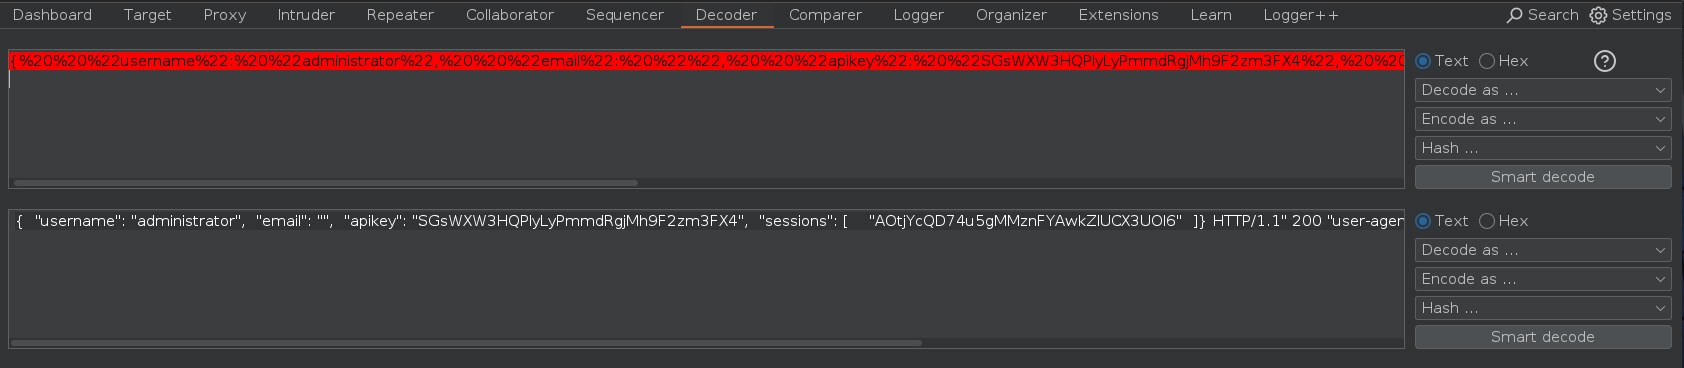 Dashboard Target Proxy Intruder Repeater Collaborator Sequencer Decoder Comparer Logger Organizer Extensions Learn Logger++ Search Settings
{%20%20%22username%22:%20%22administrator%22,%20%20%22email%22:%20%22%22,%20%20%22apikey%22:%20%22SGsWXW3HQPlyLyPmmdRgjMh9F2zm3FX4%22,%20%20
Text Hex ?
Decode as ...
Encode as ...
Hash ...
Smart decode
{ "username": "administrator", "email": "", "apikey": "SGsWXW3HQPlyLyPmmdRgjMh9F2zm3FX4", "sessions": [ "AOtjYcQD74u5gMMznFYAwkZlUCX3UOl6" ]} HTTP/1.1" 200 "user-agen
Text Hex
Decode as ...
Encode as ...
Hash ...
Smart decode